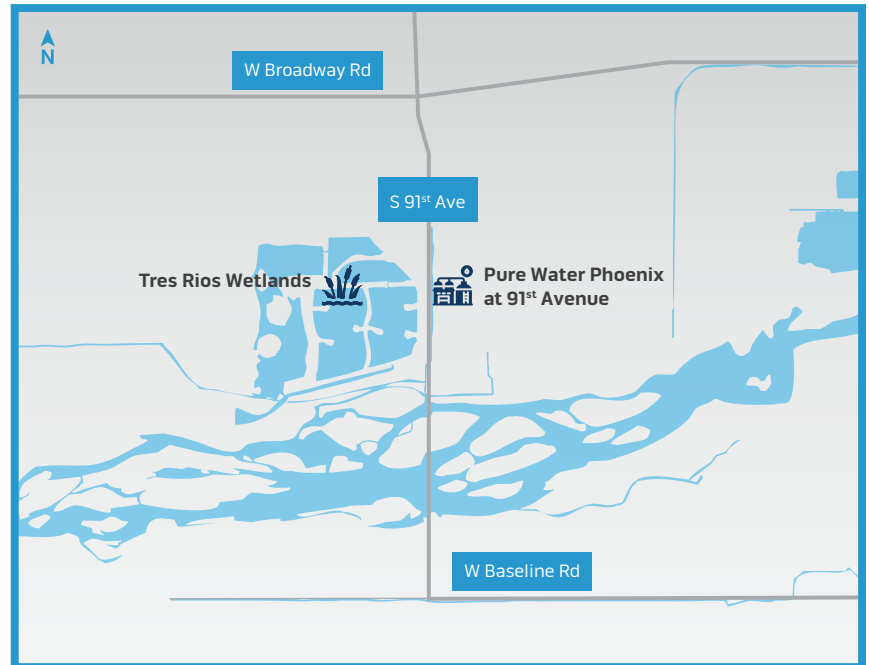 N
W Broadway Rd
S 91st Ave
Tres Rios Wetlands
Pure Water Phoenix
at 91st Avenue
W Baseline Rd